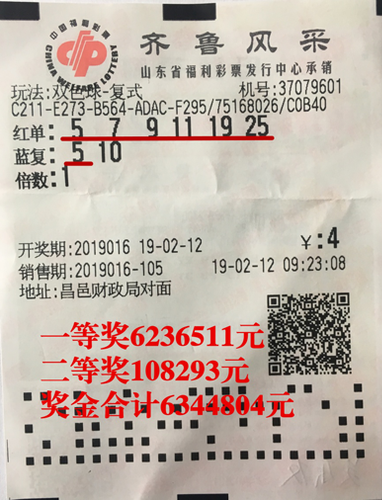 中国福利彩票
CHINA WELFARE LOTTERY
齐鲁风采
山东省福利彩票发行中心承销
玩法:双色球-复式 机号:37079601
C211-E273-B564-ADAC-F295/75168026/C0B40
红单: 5 7 9 11 19 25
蓝复: 5 10
倍数:1
开奖期:2019016 19-02-12 ¥:4
销售期:2019016-105 19-02-12 09:23:08
地址:昌邑财政局对面
一等奖6236511元
二等奖108293元
奖金合计6344804元